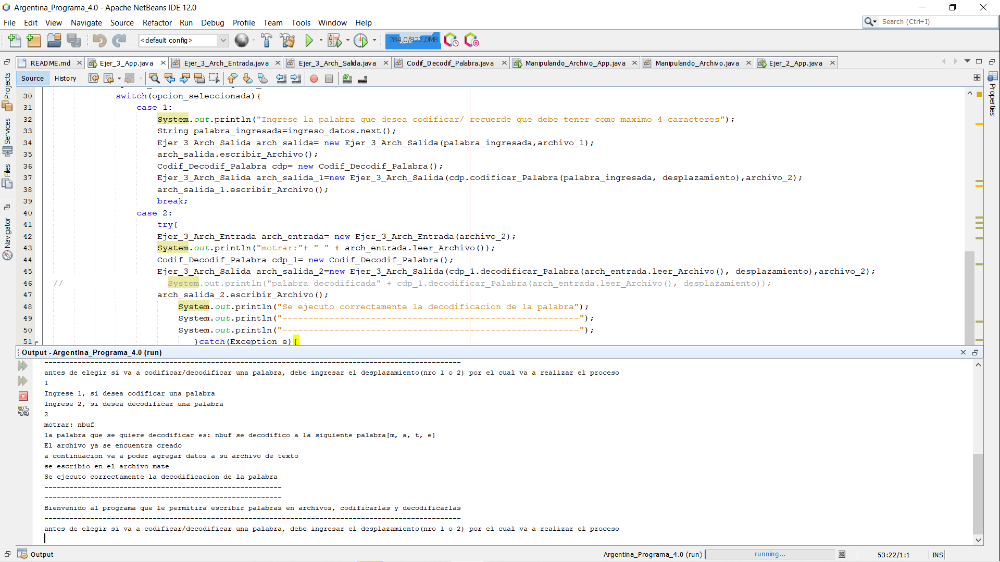 Argentina_Programa_4.0 - Apache NetBeans IDE 12.0
File Edit View Navigate Source Refactor Run Debug Profile Team Tools Window Help
Search (Ctrl+I)
<default config>
284,0/822,0MB
README.md Ejer_3_App.java Ejer_3_Arch_Entrada.java Ejer_3_Arch_Salida.java Codif_Decodif_Palabra.java Manipulando_Archivo_App.java Manipulando_Archivo.java Ejer_2_App.java
Source History
Projects
Services
Files
Navigator
Properties
30 switch(opcion_seleccionada){
31 case 1:
32 System.out.println("Ingrese la palabra que desea codificar/ recuerde que debe tener como maximo 4 caracteres");
33 String palabra_ingresada=ingreso_datos.next();
34 Ejer_3_Arch_Salida arch_salida= new Ejer_3_Arch_Salida(palabra_ingresada,archivo_1);
35 arch_salida.escribir_Archivo();
36 Codif_Decodif_Palabra cdp= new Codif_Decodif_Palabra();
37 Ejer_3_Arch_Salida arch_salida_1=new Ejer_3_Arch_Salida(cdp.codificar_Palabra(palabra_ingresada, desplazamiento),archivo_2);
38 arch_salida_1.escribir_Archivo();
39 break;
40 case 2:
41 try{
42 Ejer_3_Arch_Entrada arch_entrada= new Ejer_3_Arch_Entrada(archivo_2);
43 System.out.println("motrar:"+ " " + arch_entrada.leer_Archivo());
44 Codif_Decodif_Palabra cdp_1= new Codif_Decodif_Palabra();
45 Ejer_3_Arch_Salida arch_salida_2=new Ejer_3_Arch_Salida(cdp_1.decodificar_Palabra(arch_entrada.leer_Archivo(), desplazamiento),archivo_2);
46 // System.out.println("palabra decodificada" + cdp_1.decodificar_Palabra(arch_entrada.leer_Archivo(), desplazamiento));
47 arch_salida_2.escribir_Archivo();
48 System.out.println("Se ejecuto correctamente la decodificacion de la palabra");
49 System.out.println("---------------------------------------------------------");
50 System.out.println("---------------------------------------------------------");
51 }catch(Exception e){
Output - Argentina_Programa_4.0 (run)
----------------------------------------------------------------------------------------------------
antes de elegir si va a codificar/decodificar una palabra, debe ingresar el desplazamiento(nro 1 o 2) por el cual va a realizar el proceso
1
Ingrese 1, si desea codificar una palabra
Ingrese 2, si desea decodificar una palabra
2
motrar: nbuf
la palabra que se quiere decodificar es: nbuf se decodifico a la siguiente palabra[m, a, t, e]
El archivo ya se encuentra creado
a continuacion va a poder agregar datos a su archivo de texto
se escribio en el archivo mate
Se ejecuto correctamente la decodificacion de la palabra
---------------------------------------------------------
---------------------------------------------------------
Bienvenido al programa que le permitira escribir palabras en archivos, codificarlas y decodificarlas
----------------------------------------------------------------------------------------------------
antes de elegir si va a codificar/decodificar una palabra, debe ingresar el desplazamiento(nro 1 o 2) por el cual va a realizar el proceso
Output
Argentina_Programa_4.0 (run) running... 53:22/1:1 INS